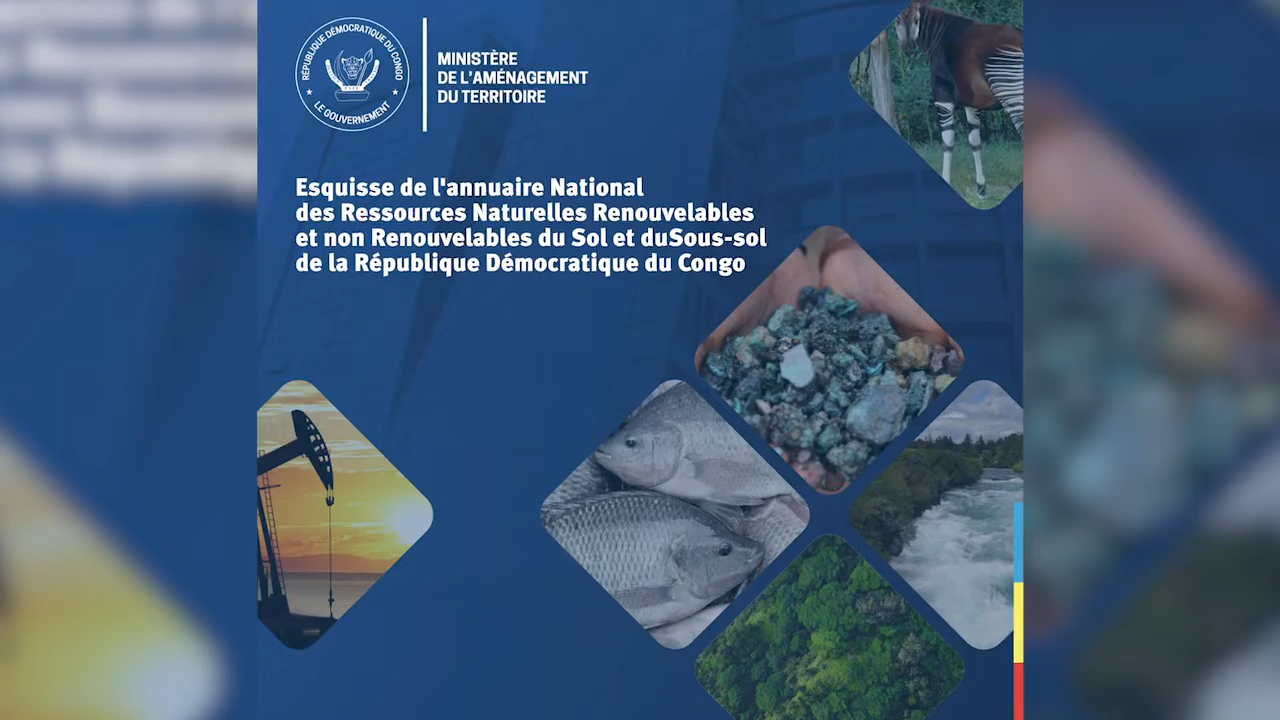 RÉPUBLIQUE DÉMOCRATIQUE DU CONGO
LE GOUVERNEMENT
MINISTÈRE
DE L'AMÉNAGEMENT
DU TERRITOIRE
Esquisse de l'annuaire National
des Ressources Naturelles Renouvelables
et non Renouvelables du Sol et duSous-sol
de la République Démocratique du Congo